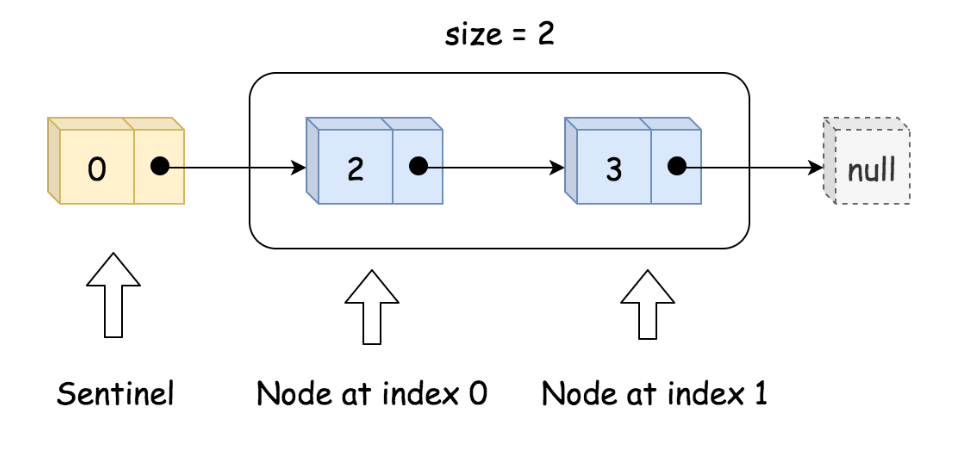 size = 2
0 2 3 null
Sentinel Node at index 0 Node at index 1